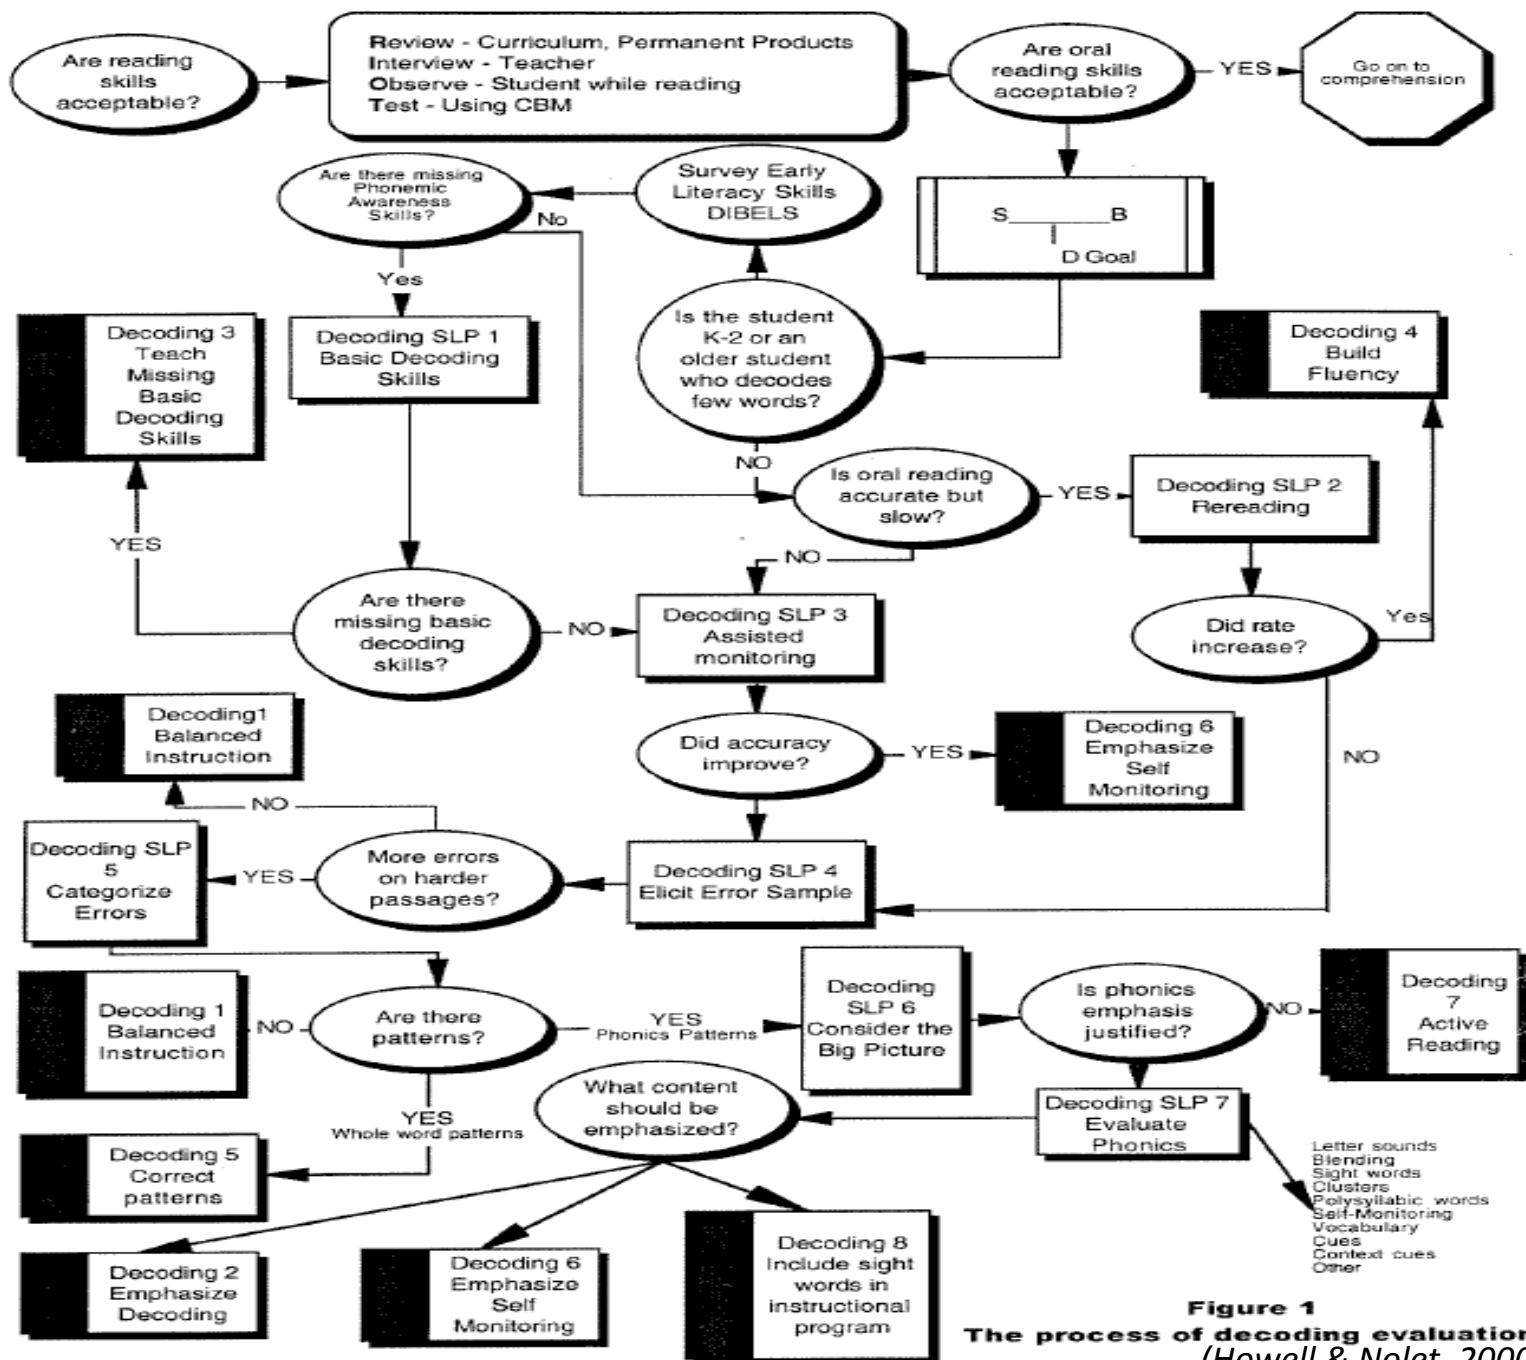 Are reading
skills
acceptable?
Review - Curriculum, Permanent Products
Interview - Teacher
Observe - Student while reading
Test - Using CBM
Are oral
reading skills
acceptable?
YES
Go on to
comprehension
Are there missing
Phonemic
Awareness
Skills?
No
Yes
Survey Early
Literacy Skills
DIBELS
S________B
D Goal
Is the student
K-2 or an
older student
who decodes
few words?
NO
Decoding 3
Teach
Missing
Basic
Decoding
Skills
Decoding SLP 1
Basic Decoding
Skills
Decoding 4
Build
Fluency
Is oral reading
accurate but
slow?
YES
Decoding SLP 2
Rereading
NO
YES
Are there
missing basic
decoding
skills?
NO
Decoding SLP 3
Assisted
monitoring
Did rate
increase?
Yes
NO
Decoding1
Balanced
Instruction
Did accuracy
improve?
YES
Decoding 6
Emphasize
Self
Monitoring
NO
Decoding SLP
5
Categorize
Errors
YES
More errors
on harder
passages?
Decoding SLP 4
Elicit Error Sample
Decoding 1
Balanced
Instruction
NO
Are there
patterns?
YES
Phonics Patterns
Decoding
SLP 6
Consider the
Big Picture
Is phonics
emphasis
justified?
NO
Decoding
7
Active
Reading
YES
Whole word patterns
What content
should be
emphasized?
Decoding SLP 7
Evaluate
Phonics
Decoding 5
Correct
patterns
Letter sounds
Blending
Sight words
Clusters
Polysyllabic words
Self-Monitoring
Vocabulary
Cues
Context cues
Other
Decoding 2
Emphasize
Decoding
Decoding 6
Emphasize
Self
Monitoring
Decoding 8
Include sight
words in
instructional
program
Figure 1
The process of decoding evaluation
(Howell & Nolet, 2000